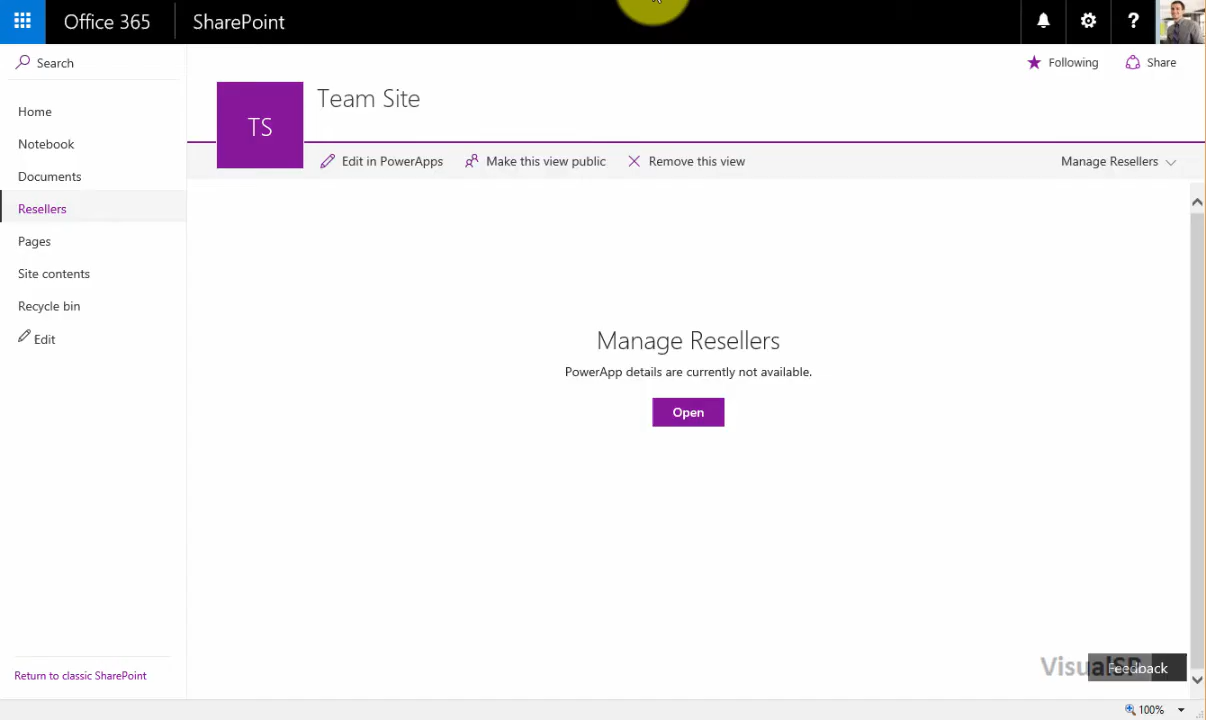 Office 365
SharePoint
?
Search
Following
Share
TS
Team Site
Home
Notebook
Documents
Resellers
Pages
Site contents
Recycle bin
Edit
Edit in PowerApps
Make this view public
Remove this view
Manage Resellers
Manage Resellers
PowerApp details are currently not available.
Open
Return to classic SharePoint
VisualSP
Feedback
100%